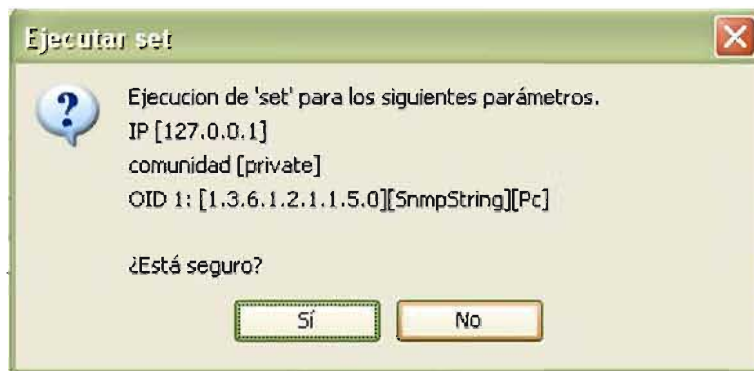 Ejecutar set
Ejecucion de 'set' para los siguientes parámetros.
IP [127.0.0.1]
comunidad [private]
OID 1: [1.3.6.1.2.1.1.5.0][SnmpString][Pc]
¿Está seguro?
Sí
No